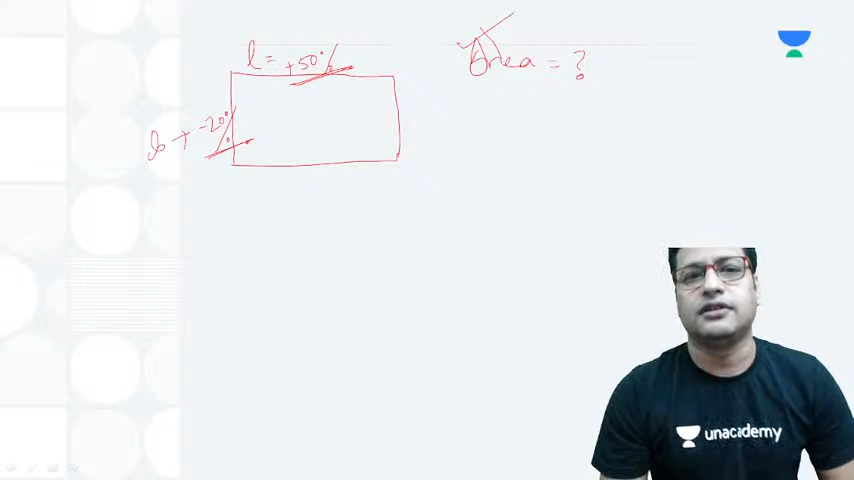 l = +50%
Area = ?
b → -20%
unacademy